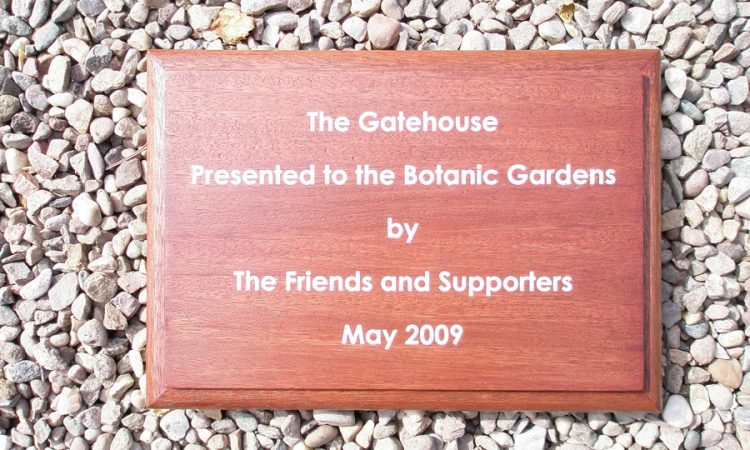 The Gatehouse
Presented to the Botanic Gardens
by
The Friends and Supporters
May 2009